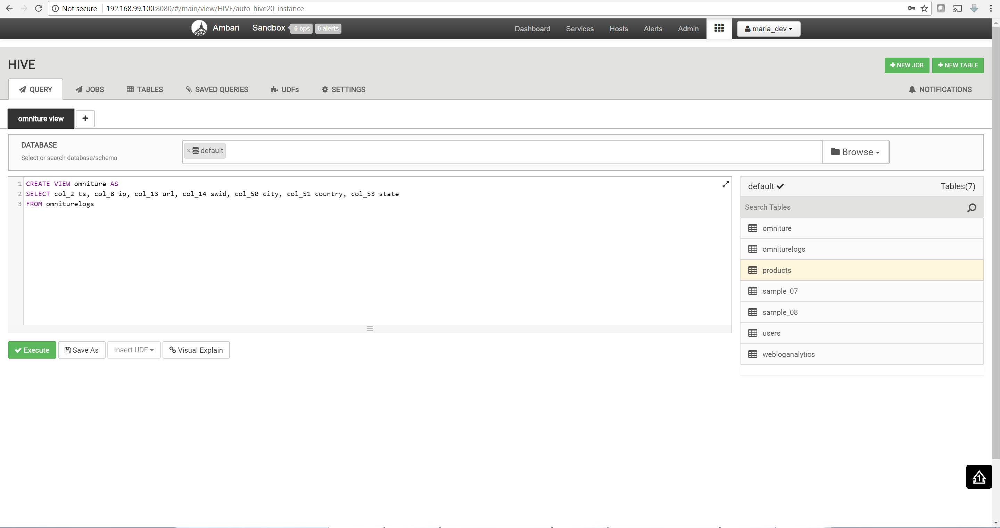 Not secure 192.168.99.100:8080/#/main/view/HIVE/auto_hive20_instance
Ambari Sandbox 0 ops 0 alerts Dashboard Services Hosts Alerts Admin maria_dev
HIVE
NEW JOB NEW TABLE
QUERY JOBS TABLES SAVED QUERIES UDFs SETTINGS NOTIFICATIONS
omniture view +
DATABASE
Select or search database/schema
× default Browse
1 CREATE VIEW omniture AS
2 SELECT col_2 ts, col_8 ip, col_13 url, col_14 swid, col_50 city, col_51 country, col_53 state
3 FROM omniturelogs
default Tables(7)
Search Tables
omniture
omniturelogs
products
sample_07
sample_08
users
webloganalytics
Execute Save As Insert UDF Visual Explain
1